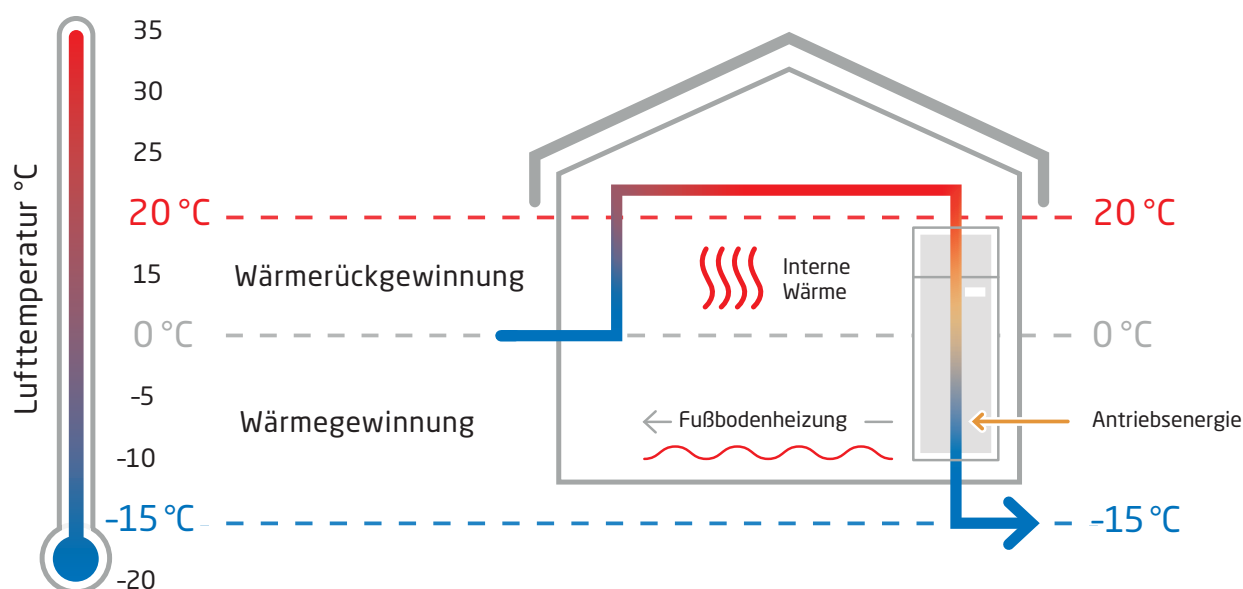 Lufttemperatur °C
35
30
25
20 °C
20 °C
Wärmerückgewinnung
Interne
Wärme
15
0 °C
0 °C
-5
Wärmegewinnung
Fußbodenheizung
Antriebsenergie
-10
-15 °C
-15 °C
-20